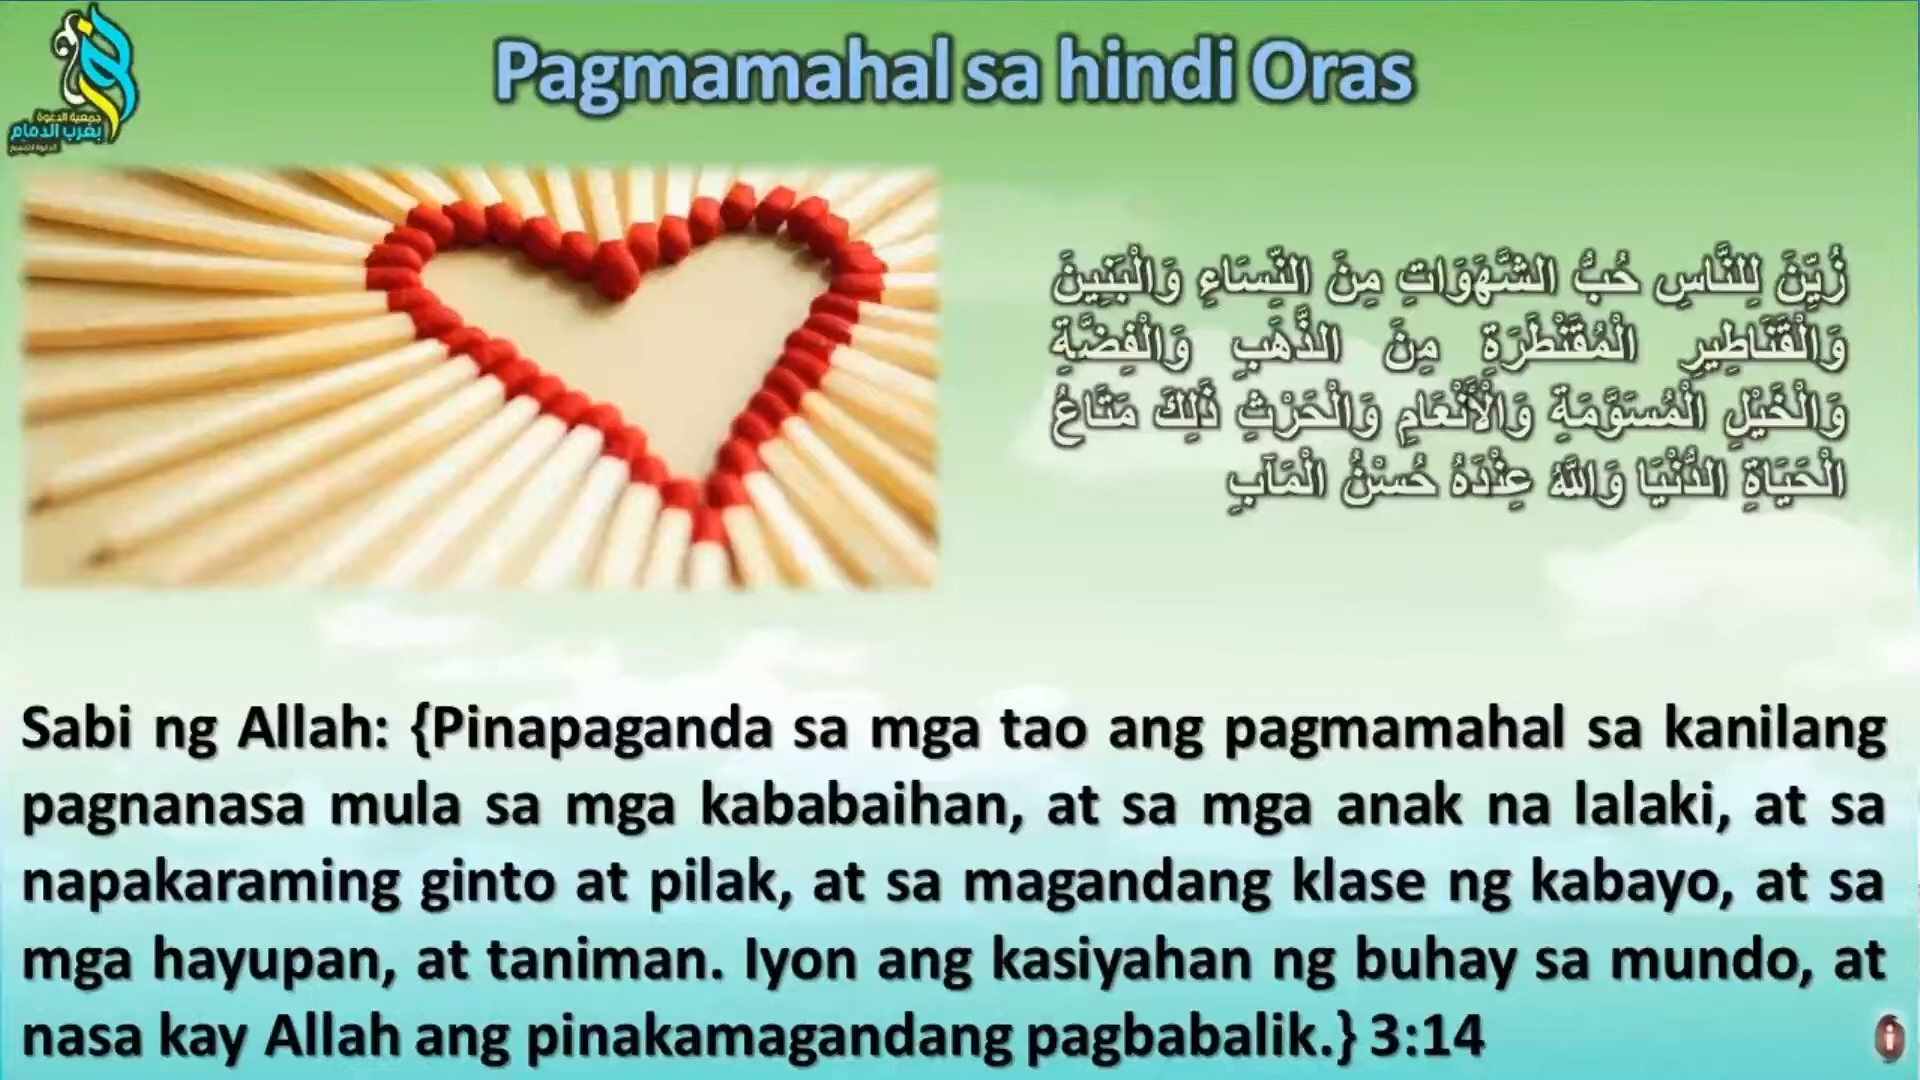 Pagmamahal sa hindi Oras
جمعية الدعوة
بغرب الدمام
زُيِّنَ لِلنَّاسِ حُبُّ الشَّهَوَاتِ مِنَ النِّسَاءِ وَالْبَنِينَ
وَالْقَنَاطِيرِ الْمُقَنْطَرَةِ مِنَ الذَّهَبِ وَالْفِضَّةِ
وَالْخَيْلِ الْمُسَوَّمَةِ وَالْأَنْعَامِ وَالْحَرْثِ ذَلِكَ مَتَاعُ
الْحَيَاةِ الدُّنْيَا وَاللَّهُ عِنْدَهُ حُسْنُ الْمَآبِ
Sabi ng Allah: {Pinapaganda sa mga tao ang pagmamahal sa kanilang
pagnanasa mula sa mga kababaihan, at sa mga anak na lalaki, at sa
napakaraming ginto at pilak, at sa magandang klase ng kabayo, at sa
mga hayupan, at taniman. Iyon ang kasiyahan ng buhay sa mundo, at
nasa kay Allah ang pinakamagandang pagbabalik.} 3:14